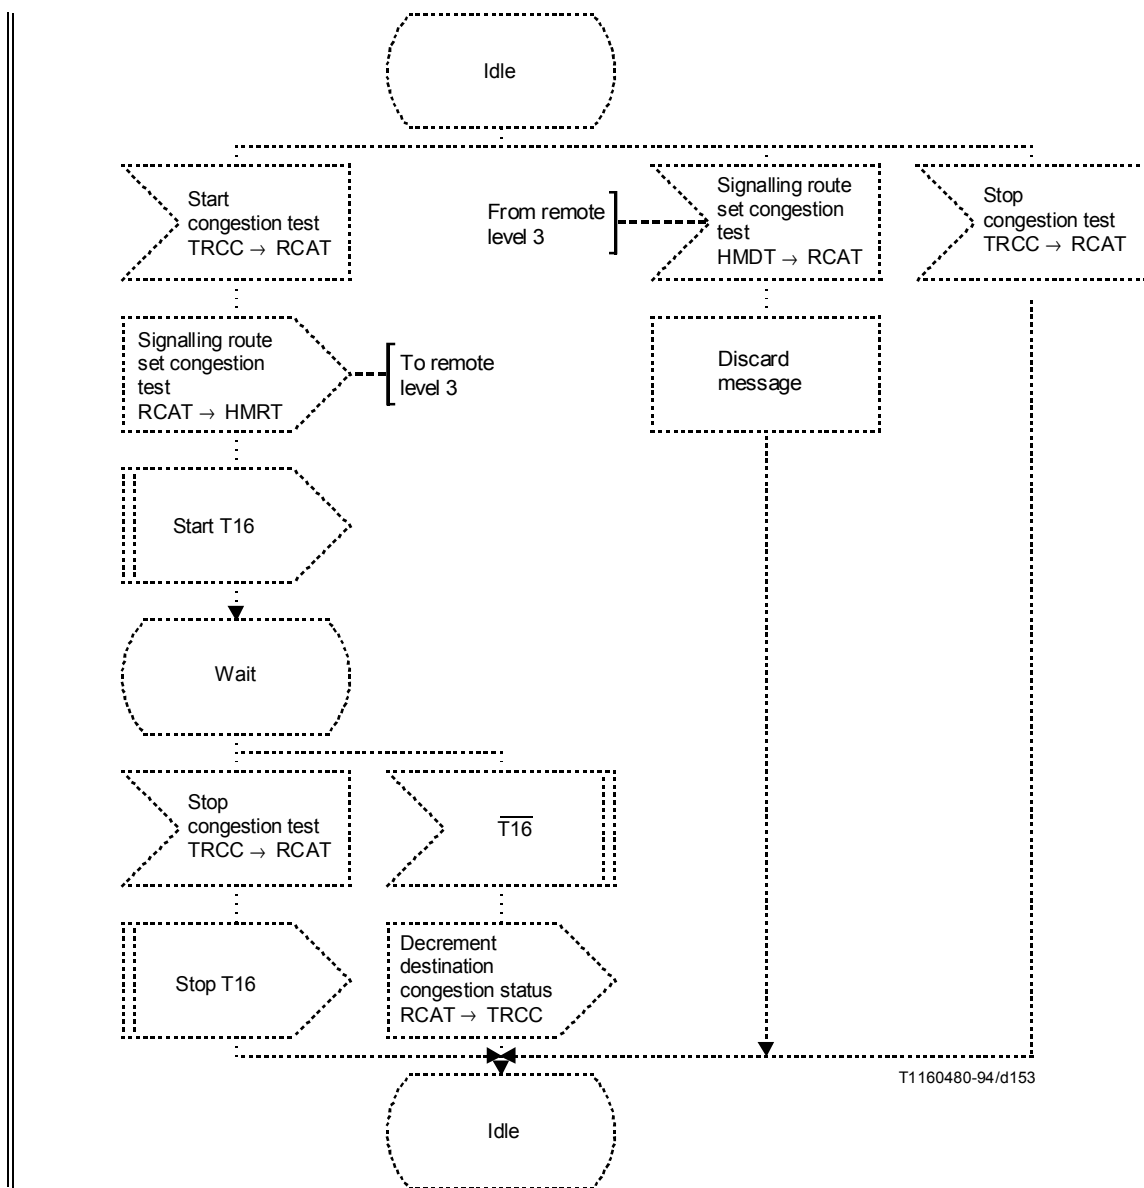 Idle
Start
congestion test
TRCC → RCAT
From remote
level 3
Signalling route
set congestion
test
HMDT → RCAT
Stop
congestion test
TRCC → RCAT
Signalling route
set congestion
test
RCAT → HMRT
To remote
level 3
Discard
message
Start T16
Wait
Stop
congestion test
TRCC → RCAT
T16
Stop T16
Decrement
destination
congestion status
RCAT → TRCC
T1160480-94/d153
Idle